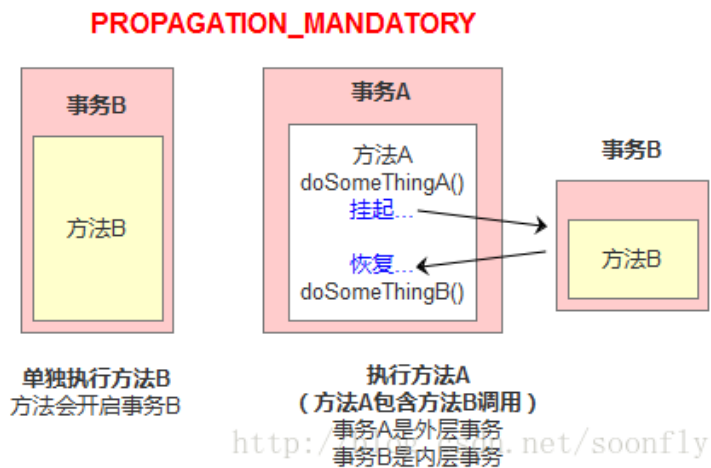 PROPAGATION_MANDATORY
事务B
方法B
单独执行方法B
方法会开启事务B
事务A
方法A
doSomeThingA()
挂起...
恢复...
doSomeThingB()
事务B
方法B
执行方法A
（方法A包含方法B调用）
事务A是外层事务
事务B是内层事务
http://blog.csdn.net/soonfly